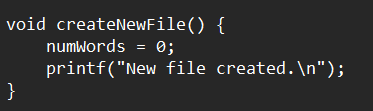 void createNewFile() {
    numWords = 0;
    printf("New file created.\n");
}